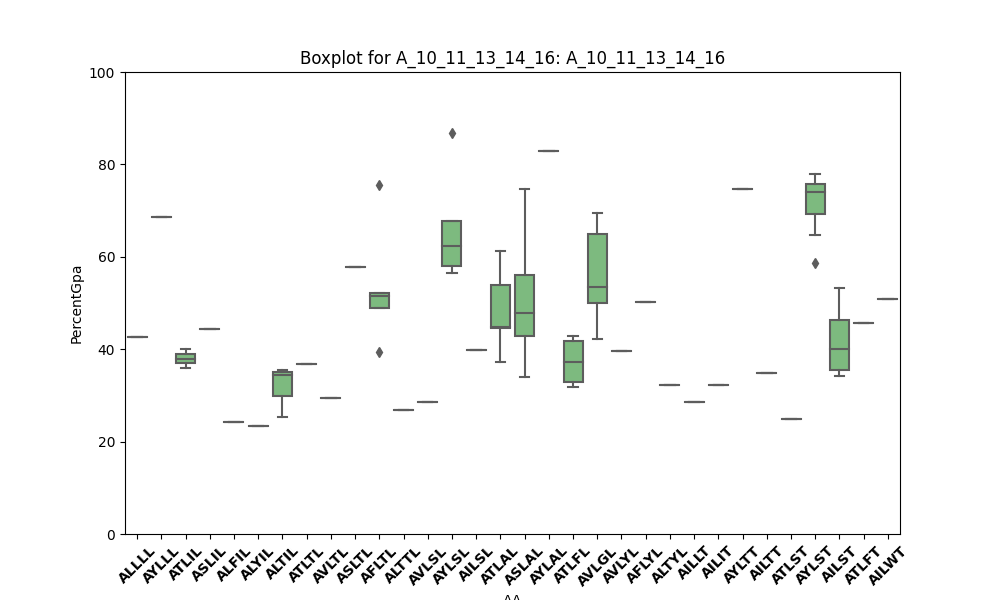 Boxplot for A_10_11_13_14_16: A_10_11_13_14_16
100
80
60
40
20
0
PercentGpa
ALLLL AYLLL ATLIL ASLIL ALFIL ALYIL ALTIL ATLTL AVLTL ASLTL AFLTL ALTTL AVLSL AYLSL AILSL ATLAL ASLAL AYLAL ATLFL AVLGL AVLYL AFLYL ALTYL AILLT AILIT AYLTT AILTT ATLST AYLST AILST ATLFT AILWT
AA